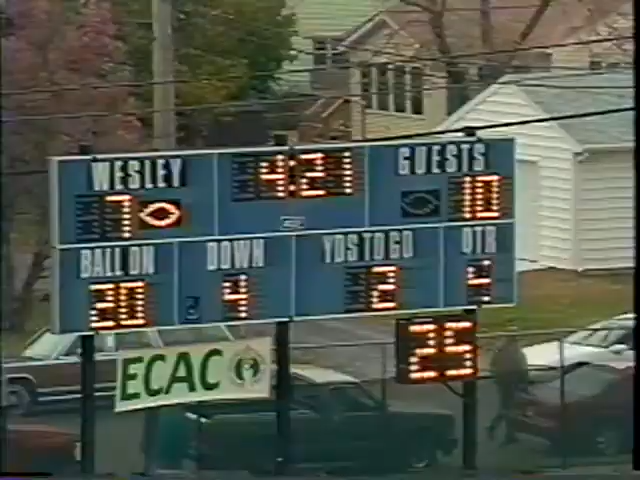 WESLEY 4:21 GUESTS
7 10
BALL ON DOWN YDS TO GO QTR
20 4 2 4
25
ECAC